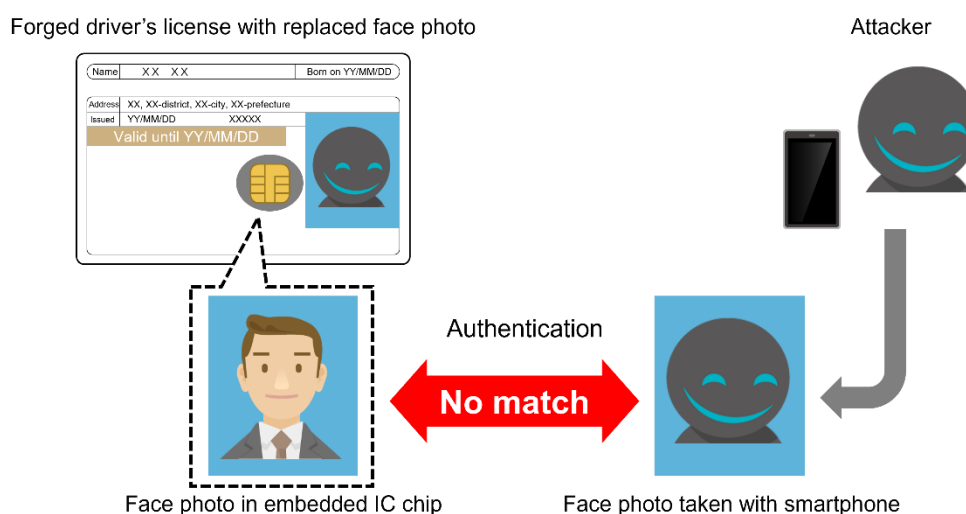 Forged driver's license with replaced face photo
Attacker
Name XX XX Born on YY/MM/DD
Address XX, XX-district, XX-city, XX-prefecture
Issued YY/MM/DD XXXXX
Valid until YY/MM/DD
Authentication
No match
Face photo in embedded IC chip
Face photo taken with smartphone